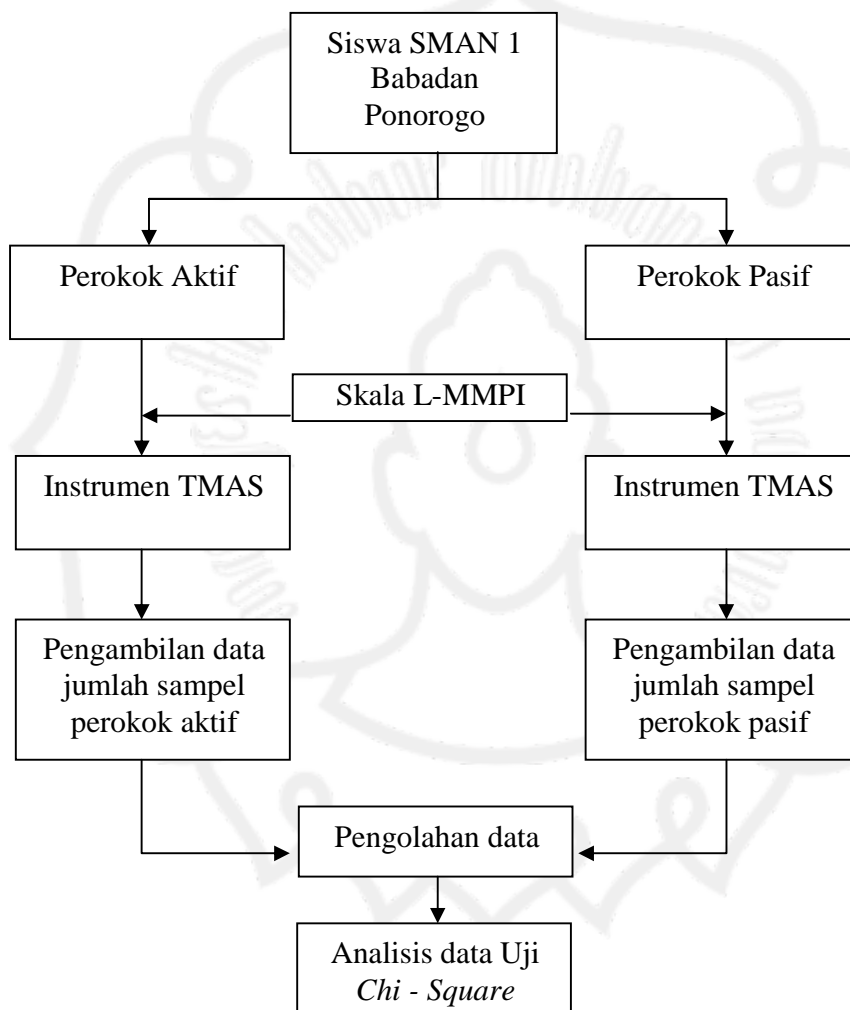 Siswa SMAN 1
Babadan
Ponorogo
Perokok Aktif
Perokok Pasif
Skala L-MMPI
Instrumen TMAS
Instrumen TMAS
Pengambilan data
jumlah sampel
perokok aktif
Pengambilan data
jumlah sampel
perokok pasif
Pengolahan data
Analisis data Uji
Chi - Square